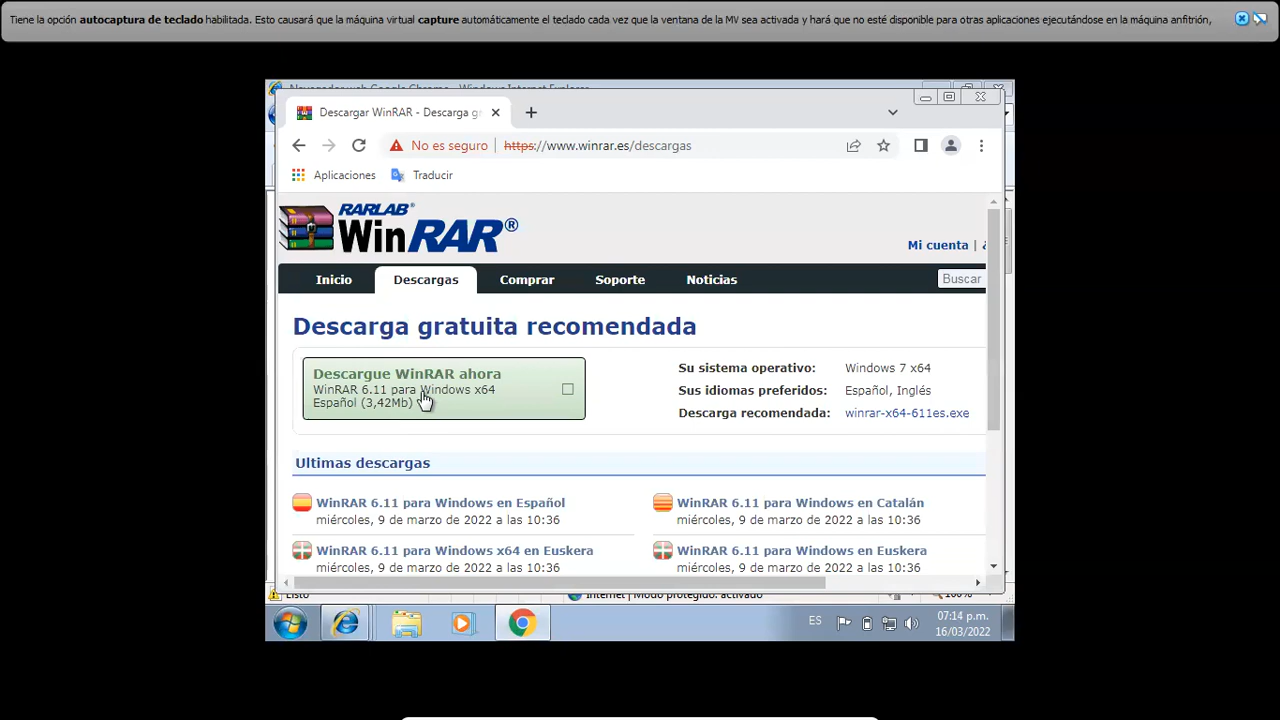 Tiene la opción autocaptura de teclado habilitada. Esto causará que la máquina virtual capture automáticamente el teclado cada vez que la ventana de la MV sea activada y hará que no esté disponible para otras aplicaciones ejecutándose en la máquina anfitrión,
Navegador web Google Chrome - Windows Internet Explorer
Descargar WinRAR - Descarga g
No es seguro
https://www.winrar.es/descargas
Aplicaciones
Traducir
RARLAB®
WinRAR®
Mi cuenta | ¿
Inicio
Descargas
Comprar
Soporte
Noticias
Buscar
Descarga gratuita recomendada
Descargue WinRAR ahora
WinRAR 6.11 para Windows x64
Español (3,42Mb)
Su sistema operativo: Windows 7 x64
Sus idiomas preferidos: Español, Inglés
Descarga recomendada: winrar-x64-611es.exe
Ultimas descargas
WinRAR 6.11 para Windows en Español
miércoles, 9 de marzo de 2022 a las 10:36
WinRAR 6.11 para Windows en Catalán
miércoles, 9 de marzo de 2022 a las 10:36
WinRAR 6.11 para Windows x64 en Euskera
miércoles, 9 de marzo de 2022 a las 10:36
WinRAR 6.11 para Windows en Euskera
miércoles, 9 de marzo de 2022 a las 10:36
Listo
Internet | Modo protegido: activado
100%
ES
07:14 p.m.
16/03/2022